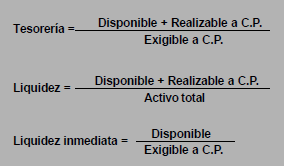 Tesorería = Disponible + Realizable a C.P.
Exigible a C.P.
Liquidez = Disponible + Realizable a C.P.
Activo total
Liquidez inmediata = Disponible
Exigible a C.P.